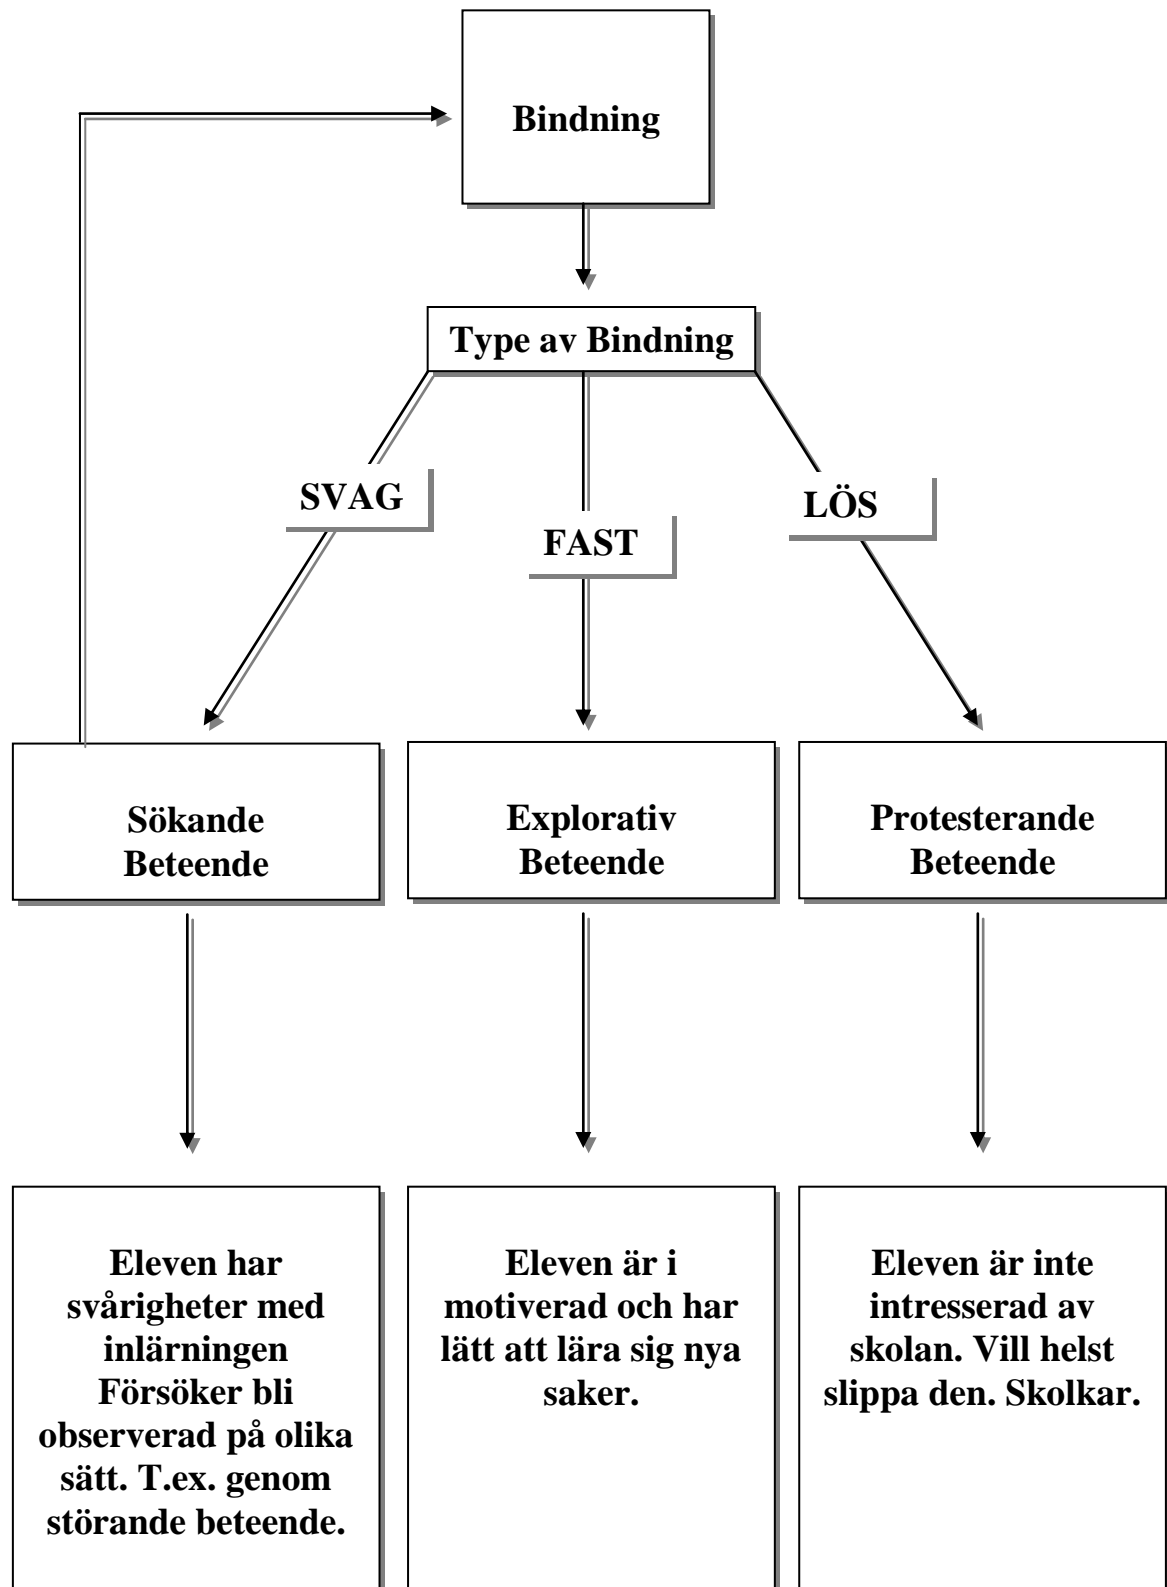 Bindning
Type av Bindning
SVAG
FAST
LÖS
Sökande
Beteende
Explorativ
Beteende
Protesterande
Beteende
Eleven har
svårigheter med
inlärningen
Försöker bli
observerad på olika
sätt. T.ex. genom
störande beteende.
Eleven är i
motiverad och har
lätt att lära sig nya
saker.
Eleven är inte
intresserad av
skolan. Vill helst
slippa den. Skolkar.